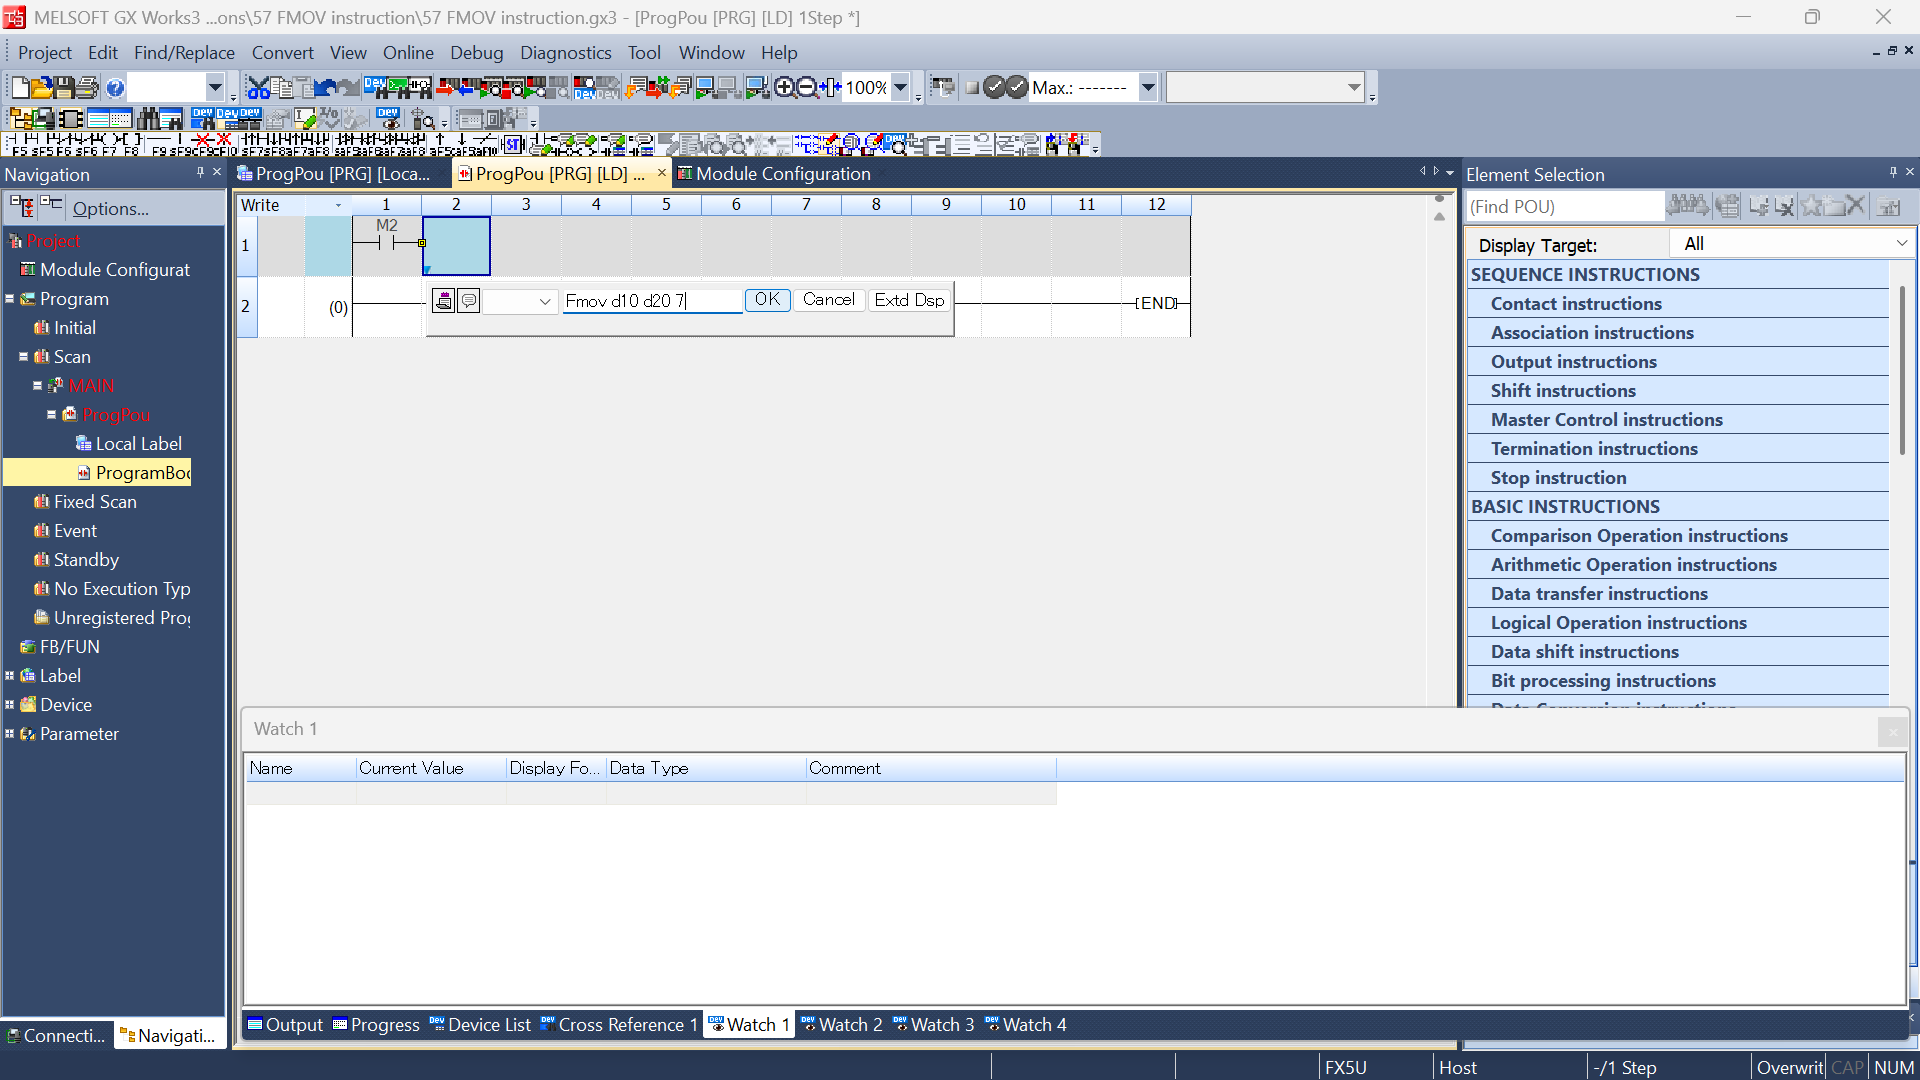 MELSOFT GX Works3 ...ons\57 FMOV instruction\57 FMOV instruction.gx3 - [ProgPou [PRG] [LD] 1Step *]
Project Edit Find/Replace Convert View Online Debug Diagnostics Tool Window Help
100% Max.: -------
Navigation
ProgPou [PRG] [Loca...
ProgPou [PRG] [LD] ...
Module Configuration
Element Selection
Options...
Write 1 2 3 4 5 6 7 8 9 10 11 12
(Find POU)
Display Target: All
Project
Module Configurat
Program
Initial
Scan
MAIN
ProgPou
Local Label
ProgramBod
Fixed Scan
Event
Standby
No Execution Typ
Unregistered Prog
FB/FUN
Label
Device
Parameter
1 M2
2 (0) Fmov d10 d20 7 OK Cancel Extd Dsp [END]
SEQUENCE INSTRUCTIONS
Contact instructions
Association instructions
Output instructions
Shift instructions
Master Control instructions
Termination instructions
Stop instruction
BASIC INSTRUCTIONS
Comparison Operation instructions
Arithmetic Operation instructions
Data transfer instructions
Logical Operation instructions
Data shift instructions
Bit processing instructions
Watch 1
Name Current Value Display Fo... Data Type Comment
Connecti... Navigati...
Output Progress Device List Cross Reference 1 Watch 1 Watch 2 Watch 3 Watch 4
FX5U Host -/1 Step Overwrit CAP NUM